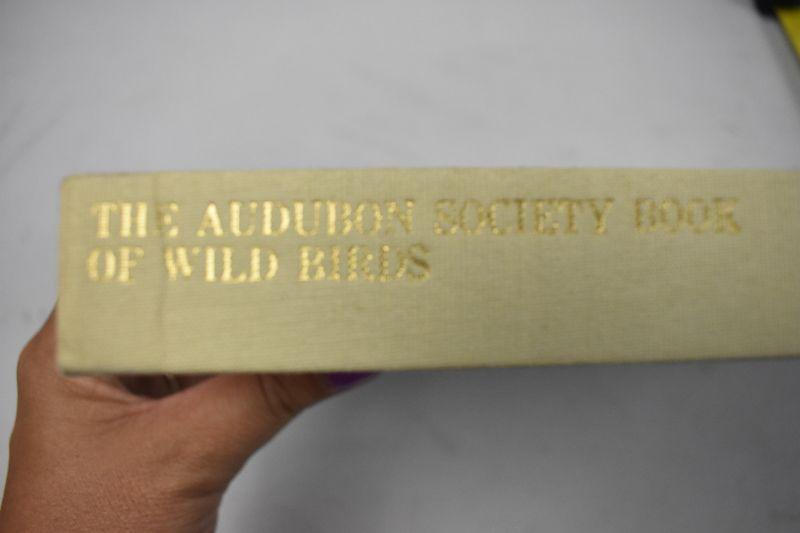 THE AUDUBON SOCIETY BOOK
OF WILD BIRDS